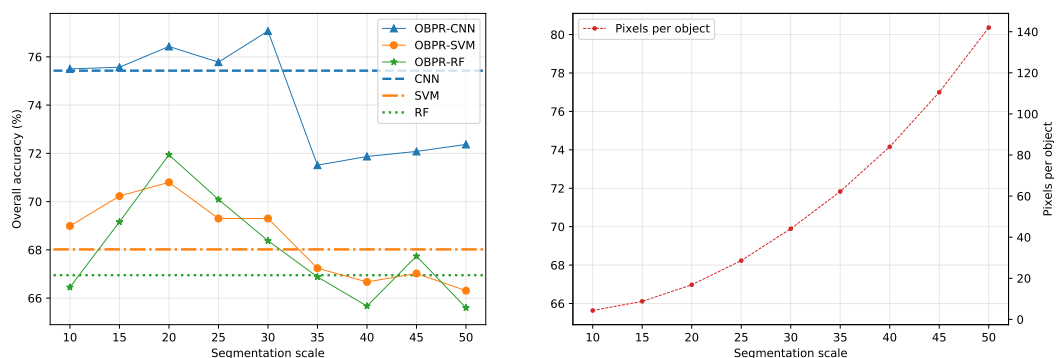 OBPR-CNN
OBPR-SVM
OBPR-RF
CNN
SVM
RF
76
74
72
70
68
66
Overall accuracy (%)
10 15 20 25 30 35 40 45 50
Segmentation scale
Pixels per object
80
78
76
74
72
70
68
66
140
120
100
80
60
40
20
0
Pixels per object
10 15 20 25 30 35 40 45 50
Segmentation scale